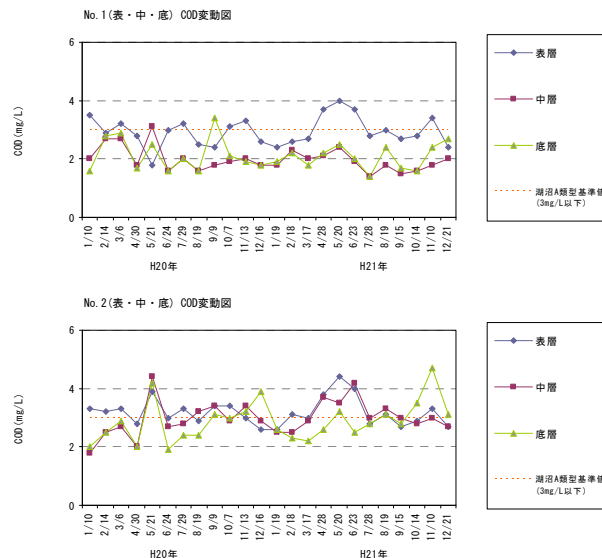 No.1(表・中・底) COD変動図
6
4
2
0
COD(mg/L)
1/10 2/14 3/6 4/30 5/21 6/24 7/29 8/19 9/9 10/7 11/13 12/16 1/19 2/18 3/17 4/28 5/20 6/23 7/28 8/19 9/15 10/14 11/10 12/21
H20年 H21年
表層
中層
底層
湖沼A類型基準値
(3mg/L以下)
No.2(表・中・底) COD変動図
6
4
2
0
COD(mg/L)
1/10 2/14 3/6 4/30 5/21 6/24 7/29 8/19 9/9 10/7 11/13 12/16 1/19 2/18 3/17 4/28 5/20 6/23 7/28 8/19 9/15 10/14 11/10 12/21
H20年 H21年
表層
中層
底層
湖沼A類型基準値
(3mg/L以下)